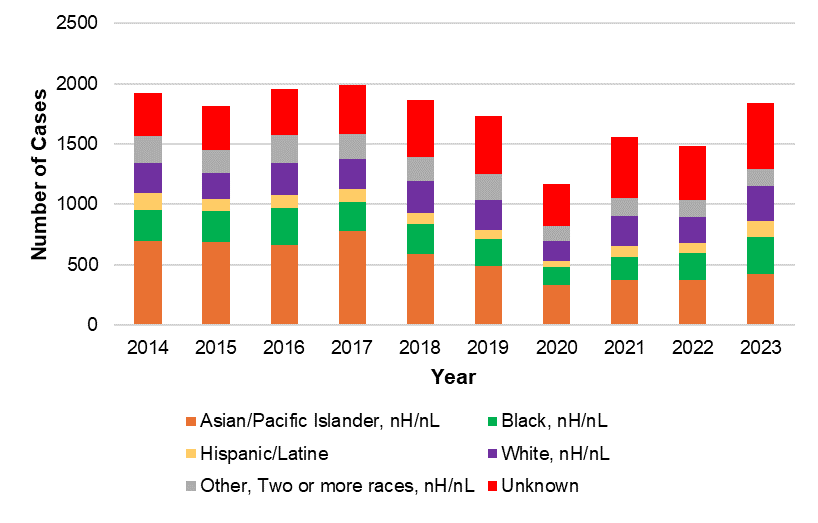 2500
2000
1500
1000
500
0
Number of Cases
2014 2015 2016 2017 2018 2019 2020 2021 2022 2023
Year
Asian/Pacific Islander, nH/nL Black, nH/nL
Hispanic/Latine White, nH/nL
Other, Two or more races, nH/nL Unknown